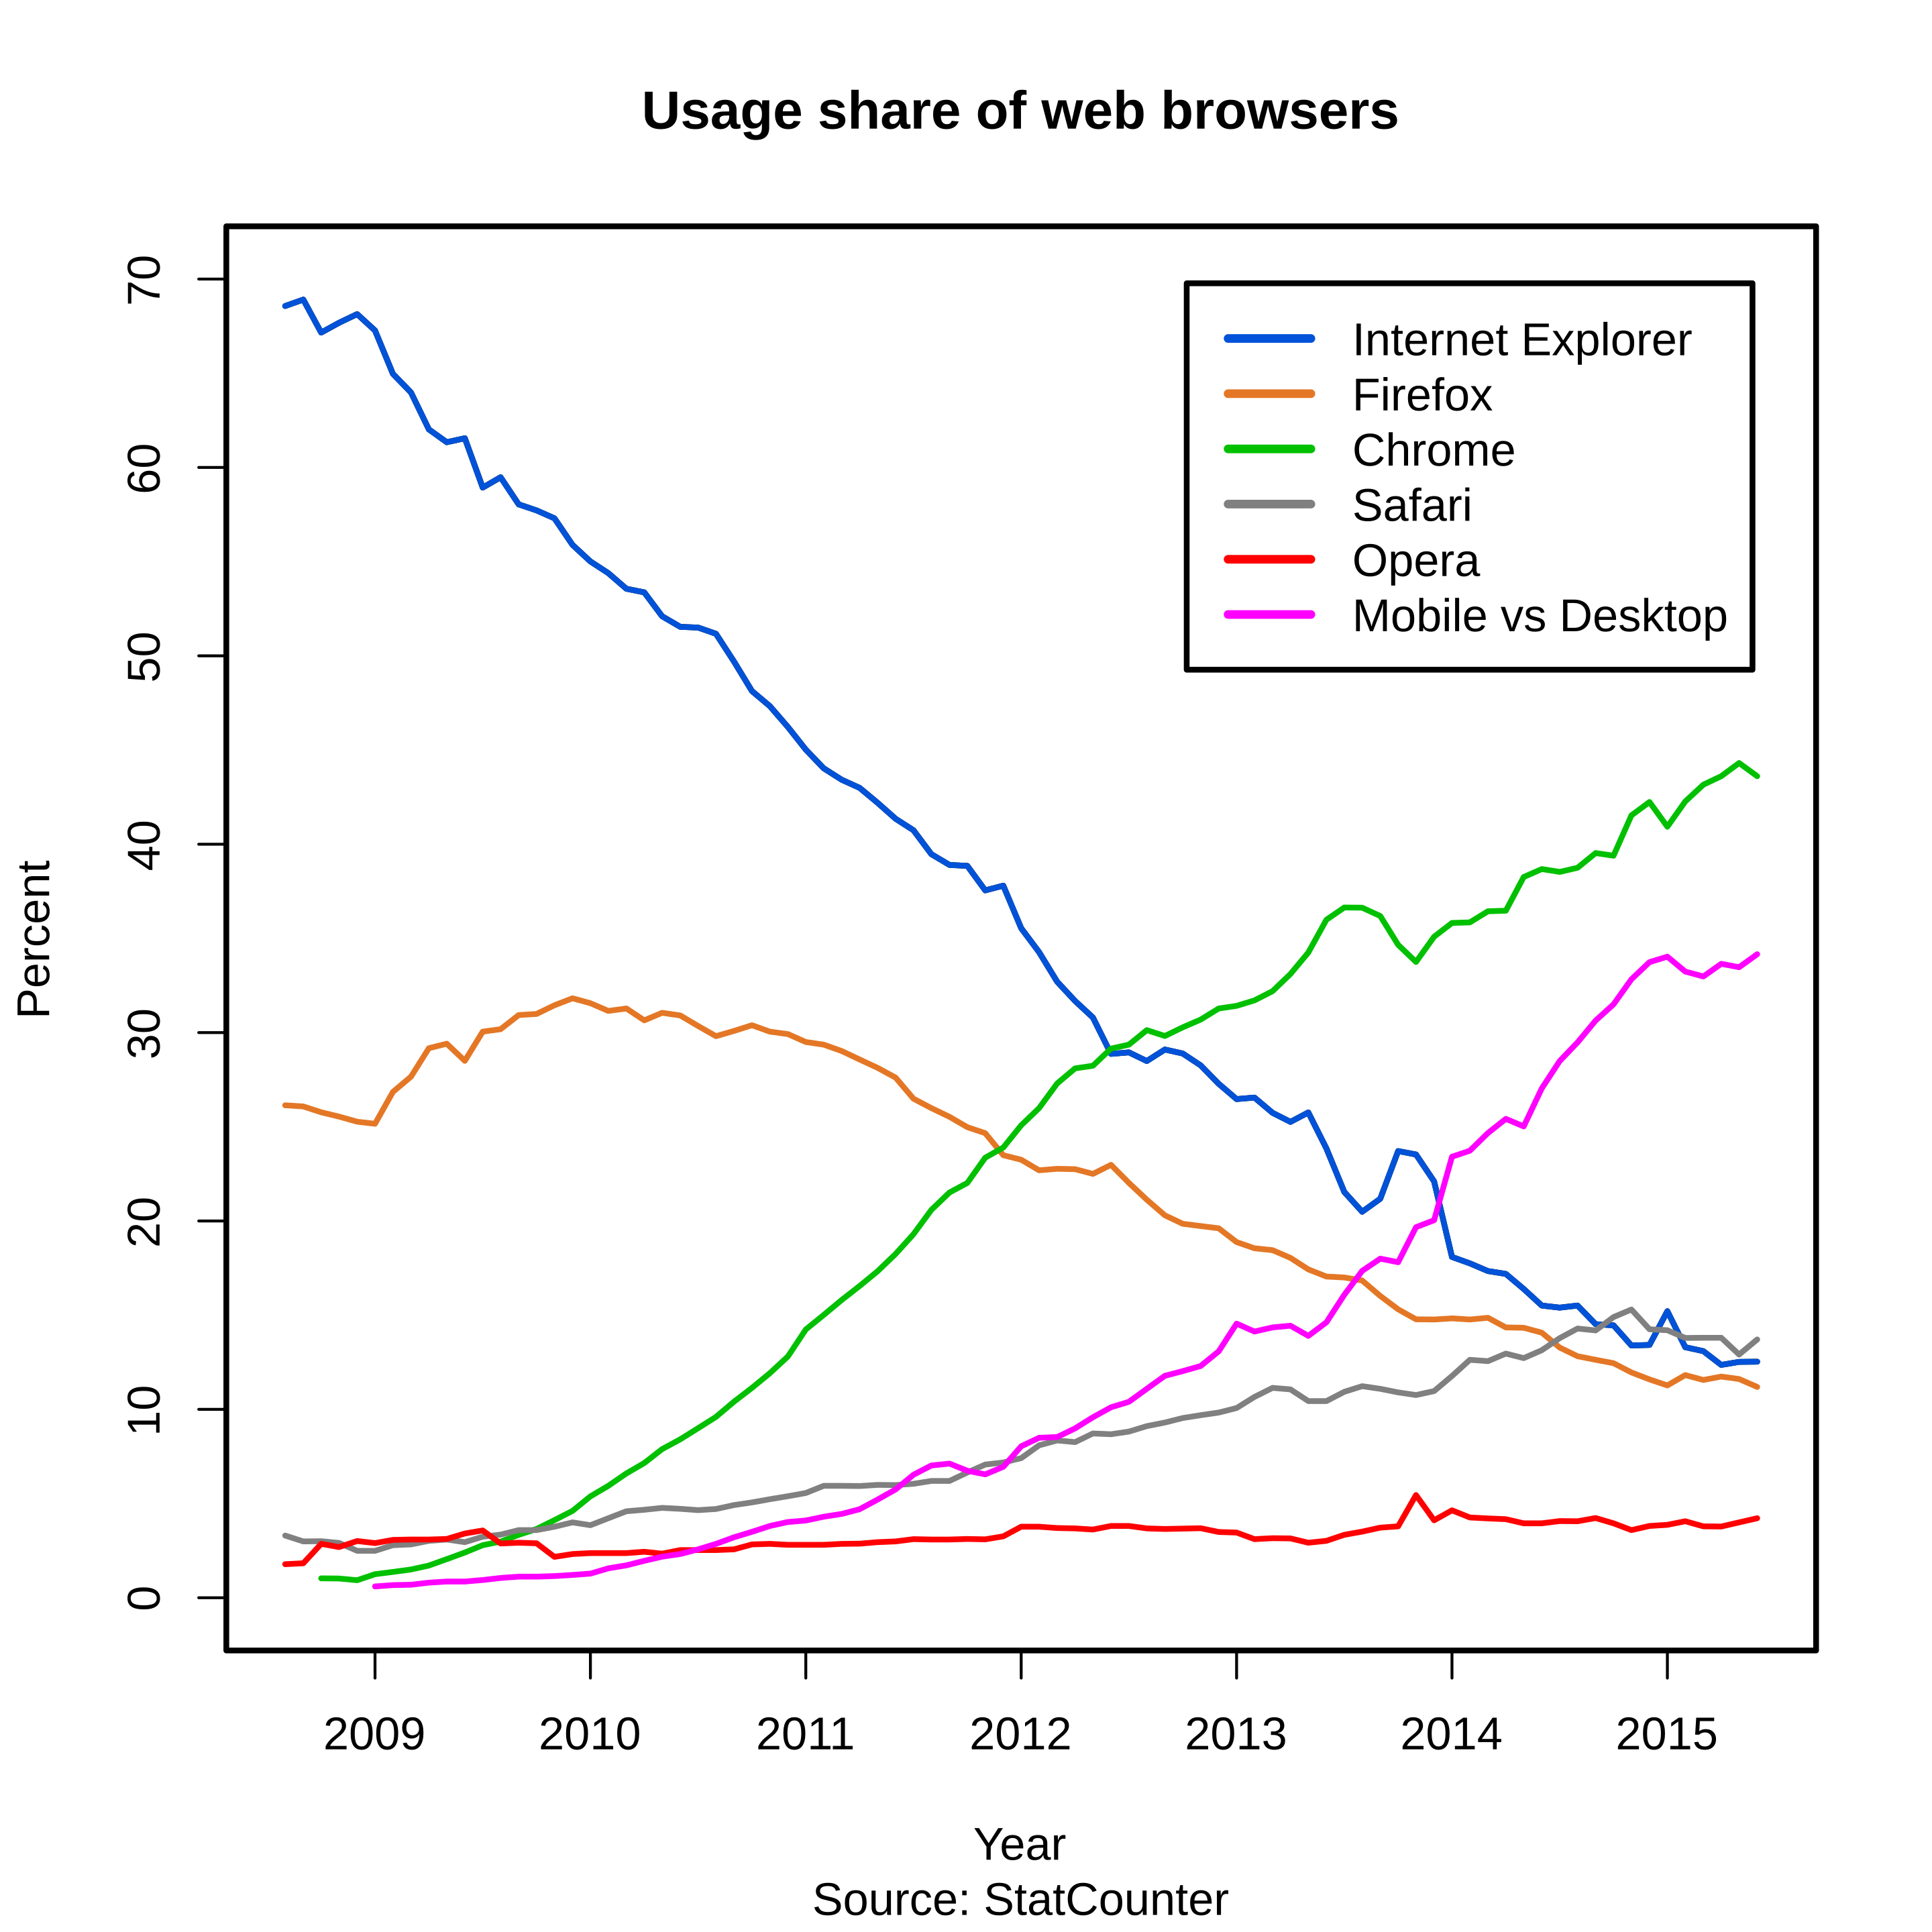 Usage share of web browsers
Internet Explorer
Firefox
Chrome
Safari
Opera
Mobile vs Desktop
Percent
70
60
50
40
30
20
10
0
2009 2010 2011 2012 2013 2014 2015
Year
Source: StatCounter